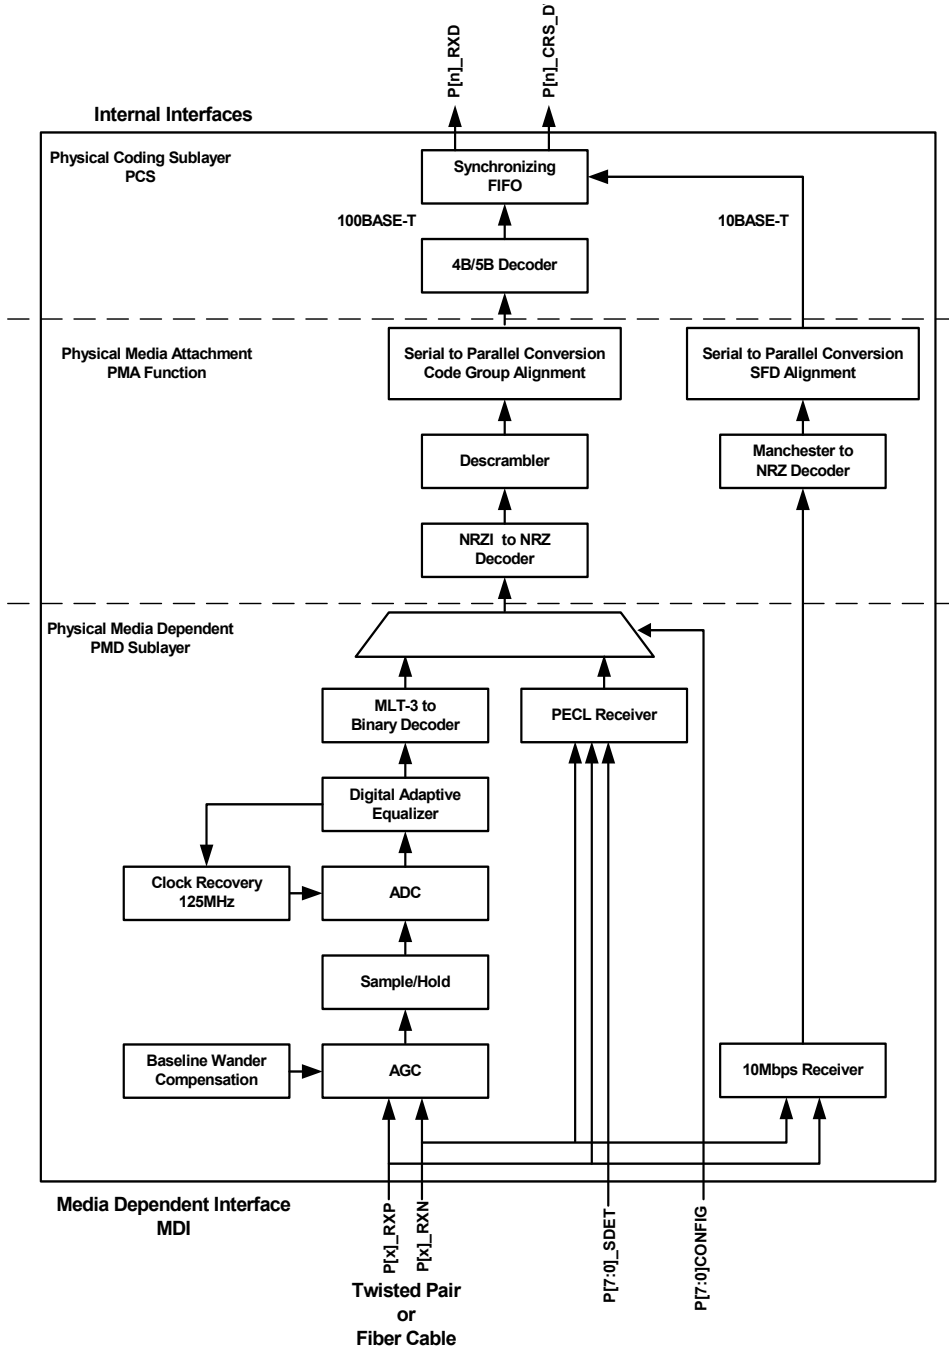 P[n]_RXD
P[n]_CRS_D
Internal Interfaces
Physical Coding Sublayer
PCS
Synchronizing
FIFO
100BASE-T
10BASE-T
4B/5B Decoder
Physical Media Attachment
PMA Function
Serial to Parallel Conversion
Code Group Alignment
Serial to Parallel Conversion
SFD Alignment
Descrambler
Manchester to
NRZ Decoder
NRZI to NRZ
Decoder
Physical Media Dependent
PMD Sublayer
MLT-3 to
Binary Decoder
PECL Receiver
Digital Adaptive
Equalizer
Clock Recovery
125MHz
ADC
Sample/Hold
Baseline Wander
Compensation
AGC
10Mbps Receiver
Media Dependent Interface
MDI
P[x]_RXP
P[x]_RXN
P[7:0]_SDET
P[7:0]CONFIG
Twisted Pair
or
Fiber Cable